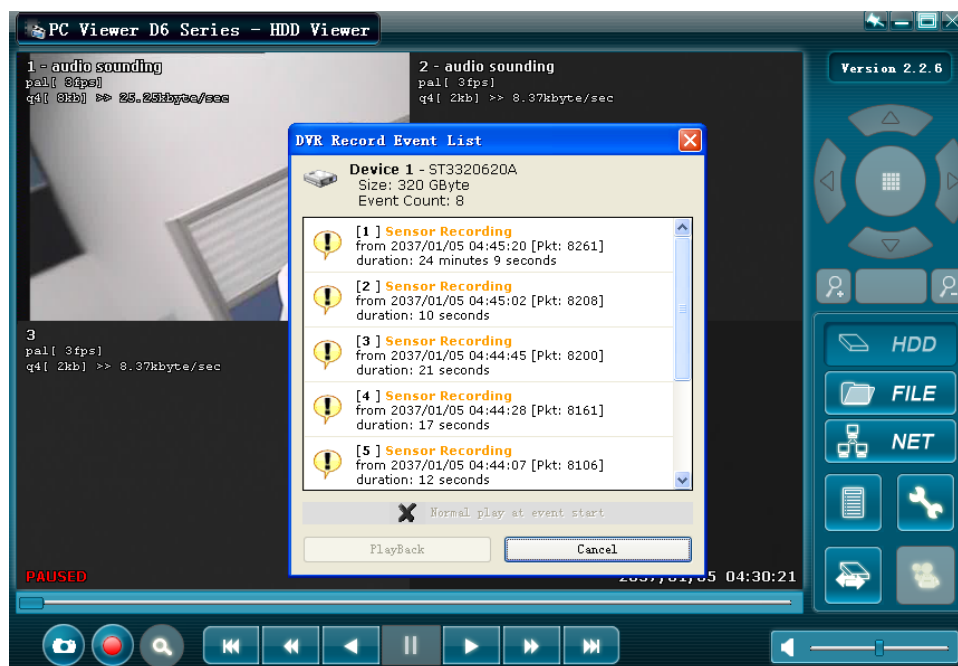 PC Viewer D6 Series - HDD Viewer
1 - audio sounding
pal[ 3fps]
q4[ 8kb] >> 25.25kbyte/sec
2 - audio sounding
pal[ 3fps]
q4[ 2kb] >> 8.37kbyte/sec
Version 2.2.6
DVR Record Event List
Device 1 - ST3320620A
Size: 320 GByte
Event Count: 8
[1 ] Sensor Recording
from 2037/01/05 04:45:20 [Pkt: 8261]
duration: 24 minutes 9 seconds
[2 ] Sensor Recording
from 2037/01/05 04:45:02 [Pkt: 8208]
duration: 10 seconds
[3 ] Sensor Recording
from 2037/01/05 04:44:45 [Pkt: 8200]
duration: 21 seconds
[4 ] Sensor Recording
from 2037/01/05 04:44:28 [Pkt: 8161]
duration: 17 seconds
[5 ] Sensor Recording
from 2037/01/05 04:44:07 [Pkt: 8106]
duration: 12 seconds
Normal play at event start
PlayBack
Cancel
3
pal[ 3fps]
q4[ 2kb] >> 8.37kbyte/sec
PAUSED
2037/01/05 04:30:21
HDD
FILE
NET